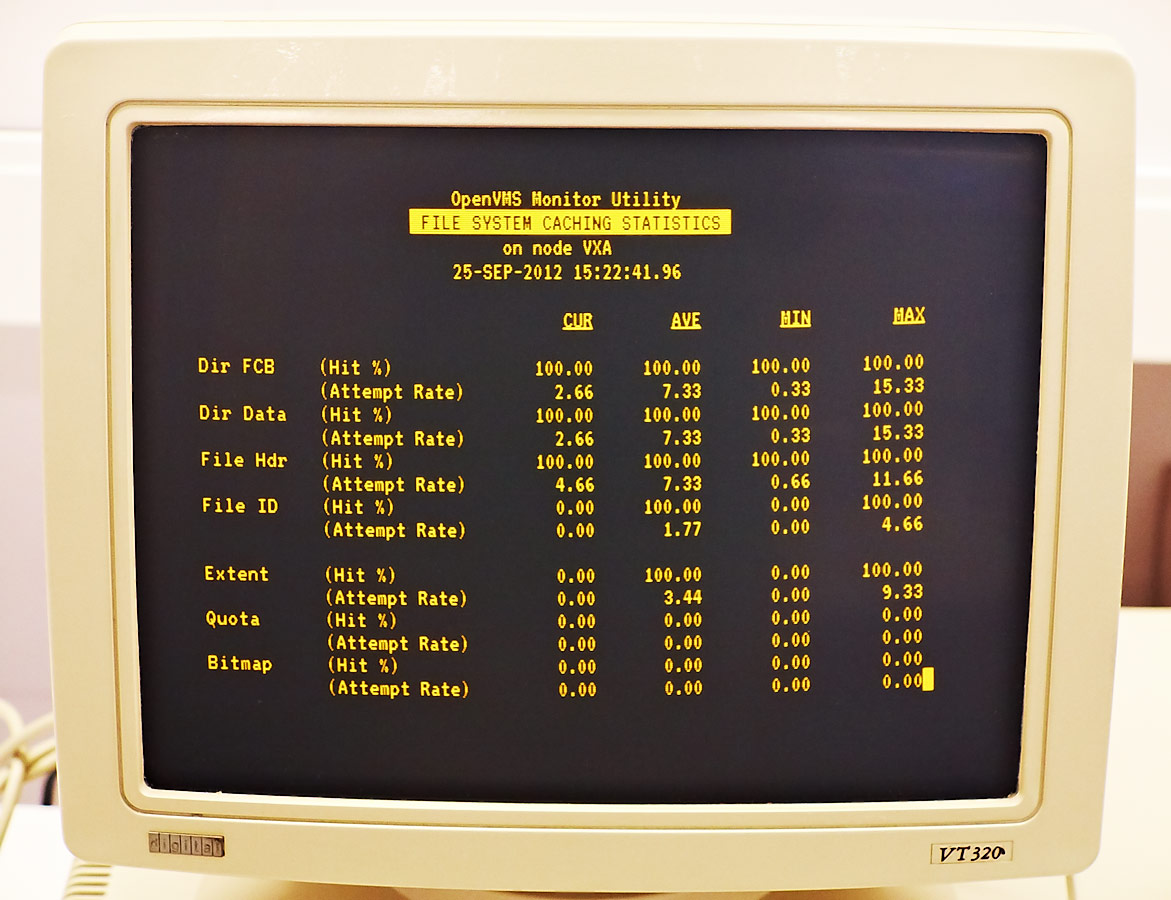 OpenVMS Monitor Utility
FILE SYSTEM CACHING STATISTICS
on node VXA
25-SEP-2012 15:22:41.96
CUR AVE MIN MAX
Dir FCB (Hit %) 100.00 100.00 100.00 100.00
(Attempt Rate) 2.66 7.33 0.33 15.33
Dir Data (Hit %) 100.00 100.00 100.00 100.00
(Attempt Rate) 2.66 7.33 0.33 15.33
File Hdr (Hit %) 100.00 100.00 100.00 100.00
(Attempt Rate) 4.66 7.33 0.66 11.66
File ID (Hit %) 0.00 100.00 0.00 100.00
(Attempt Rate) 0.00 1.77 0.00 4.66
Extent (Hit %) 0.00 100.00 0.00 100.00
(Attempt Rate) 0.00 3.44 0.00 9.33
Quota (Hit %) 0.00 0.00 0.00 0.00
(Attempt Rate) 0.00 0.00 0.00 0.00
Bitmap (Hit %) 0.00 0.00 0.00 0.00
(Attempt Rate) 0.00 0.00 0.00 0.00
digital
VT320